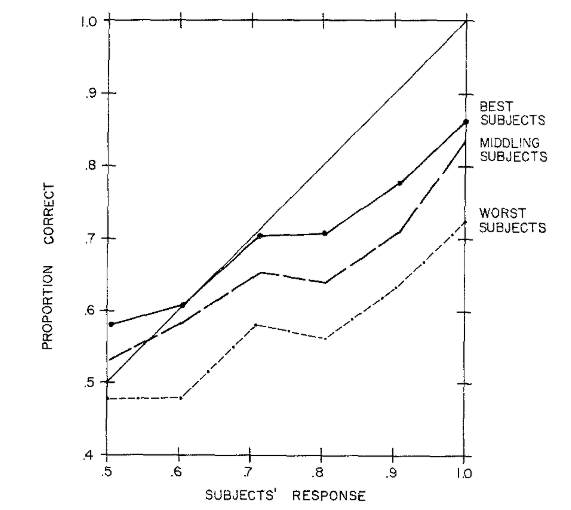 1.0
.9
.8
.7
.6
.5
.4
PROPORTION CORRECT
BEST
SUBJECTS
MIDDLING
SUBJECTS
WORST
SUBJECTS
.5 .6 .7 .8 .9 1.0
SUBJECTS' RESPONSE